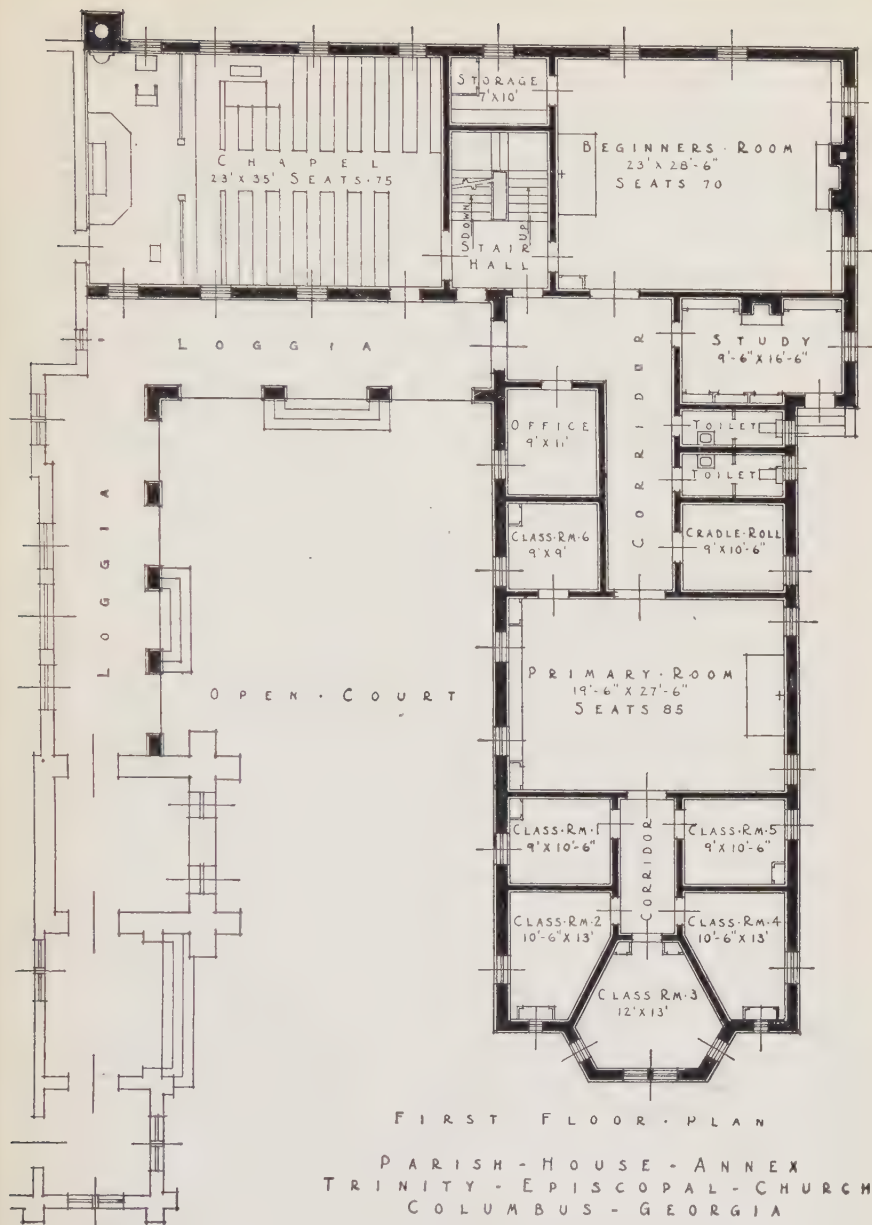 STORAGE
7' X 10'
BEGINNERS · ROOM
23' X 28'-6"
SEATS 70
CHAPEL
23' X 35' SEATS · 75
DOWN
UP
STAIR
HALL
LOGGIA
STUDY
9'-6" X 16'-6"
CORRIDOR
OFFICE
9' X 11'
TOILET
TOILET
LOGGIA
CLASS · RM · 6
9' X 9'
CRADLE · ROLL
9' X 10'-6"
PRIMARY · ROOM
19'-6" X 27'-6"
SEATS 85
OPEN · COURT
CLASS · RM · 1
9' X 10'-6"
CORRIDOR
CLASS · RM · 5
9' X 10'-6"
CLASS · RM · 2
10'-6" X 13'
CLASS · RM · 4
10'-6" X 13'
CLASS RM · 3
12' X 13'
FIRST FLOOR · PLAN
PARISH - HOUSE - ANNEX
TRINITY - EPISCOPAL - CHURCH
COLUMBUS - GEORGIA